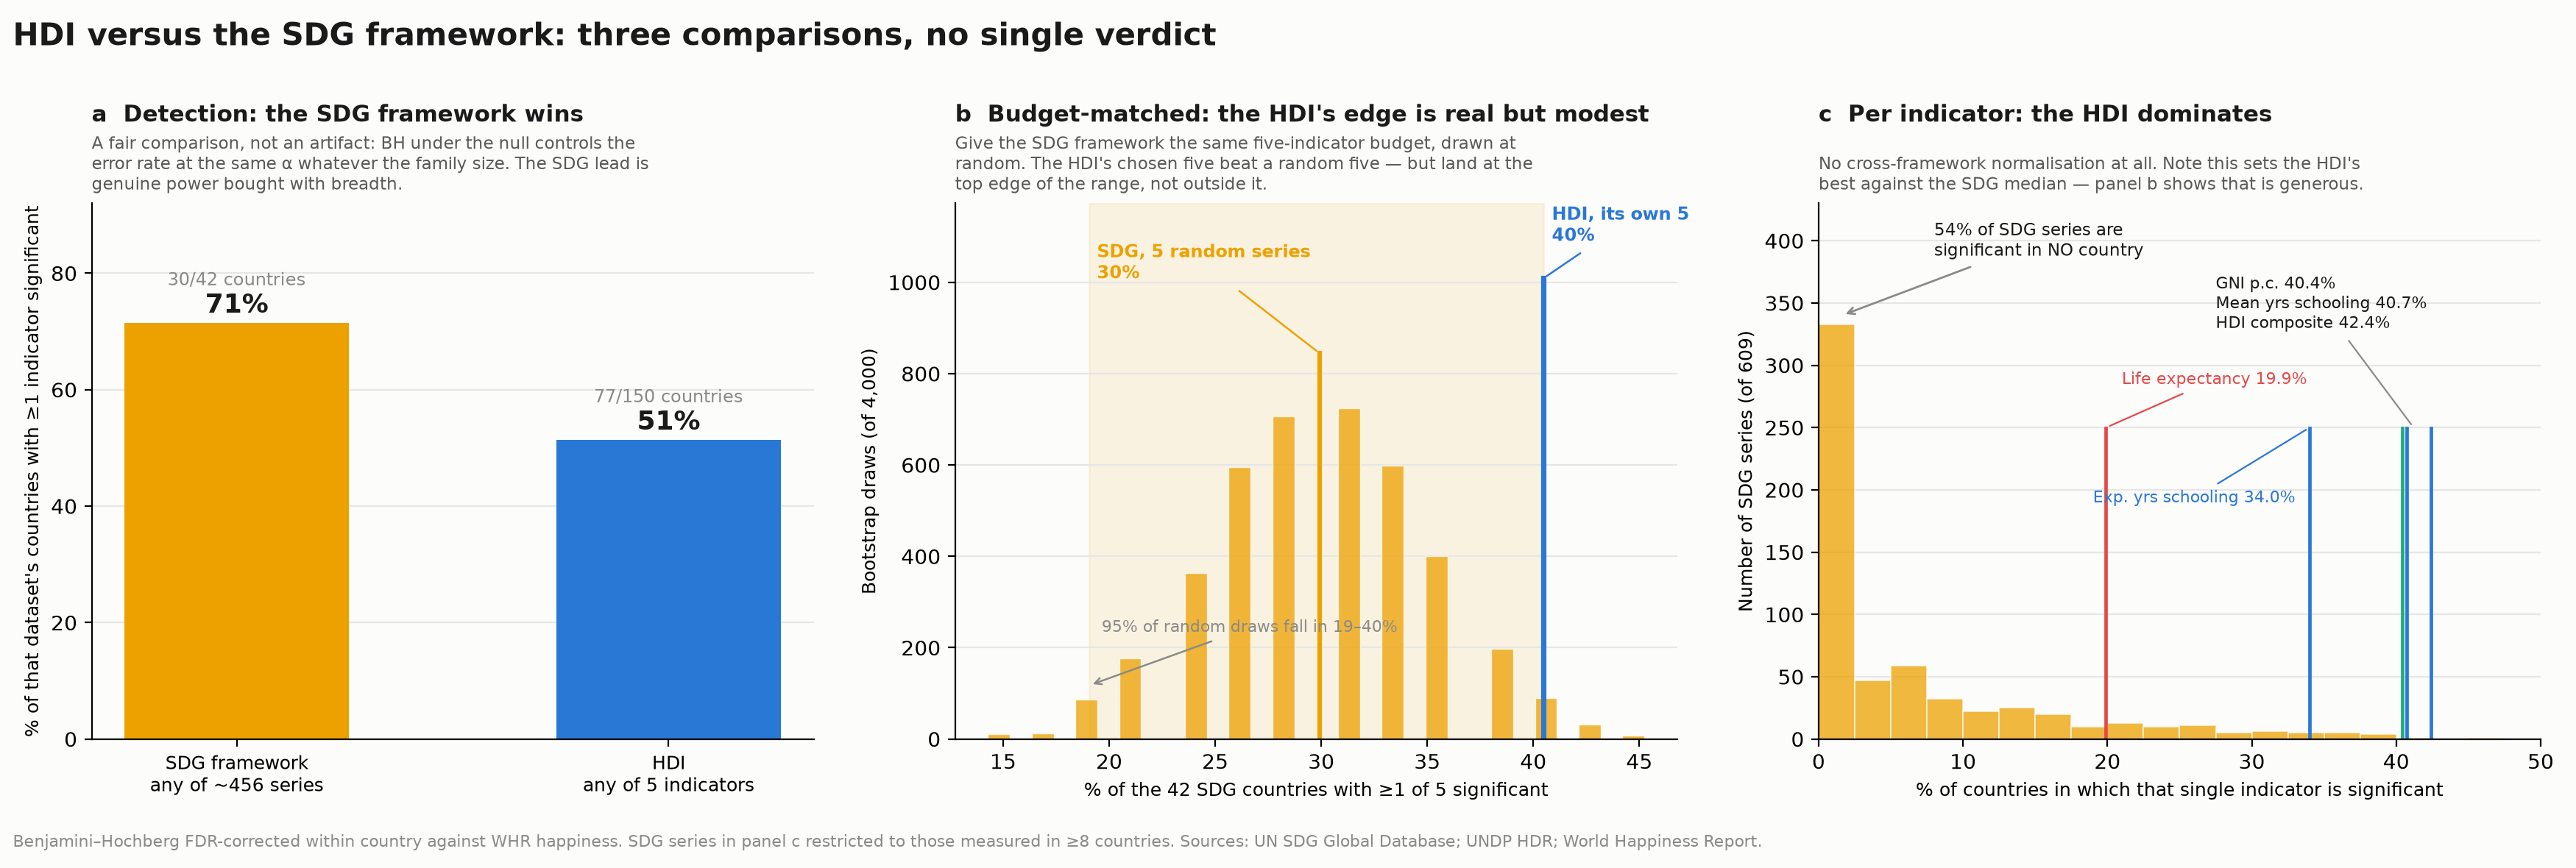 HDI versus the SDG framework: three comparisons, no single verdict
a Detection: the SDG framework wins
A fair comparison, not an artifact: BH under the null controls the
error rate at the same α whatever the family size. The SDG lead is
genuine power bought with breadth.
% of that dataset's countries with ≥1 indicator significant
80
60
40
20
0
30/42 countries
71%
77/150 countries
51%
SDG framework
any of ~456 series
HDI
any of 5 indicators
b Budget-matched: the HDI's edge is real but modest
Give the SDG framework the same five-indicator budget, drawn at
random. The HDI's chosen five beat a random five — but land at the
top edge of the range, not outside it.
Bootstrap draws (of 4,000)
1000
800
600
400
200
0
HDI, its own 5
40%
SDG, 5 random series
30%
95% of random draws fall in 19–40%
15 20 25 30 35 40 45
% of the 42 SDG countries with ≥1 of 5 significant
c Per indicator: the HDI dominates
No cross-framework normalisation at all. Note this sets the HDI's
best against the SDG median — panel b shows that is generous.
Number of SDG series (of 609)
400
350
300
250
200
150
100
50
0
54% of SDG series are
significant in NO country
GNI p.c. 40.4%
Mean yrs schooling 40.7%
HDI composite 42.4%
Life expectancy 19.9%
Exp. yrs schooling 34.0%
0 10 20 30 40 50
% of countries in which that single indicator is significant
Benjamini–Hochberg FDR-corrected within country against WHR happiness. SDG series in panel c restricted to those measured in ≥8 countries. Sources: UN SDG Global Database; UNDP HDR; World Happiness Report.